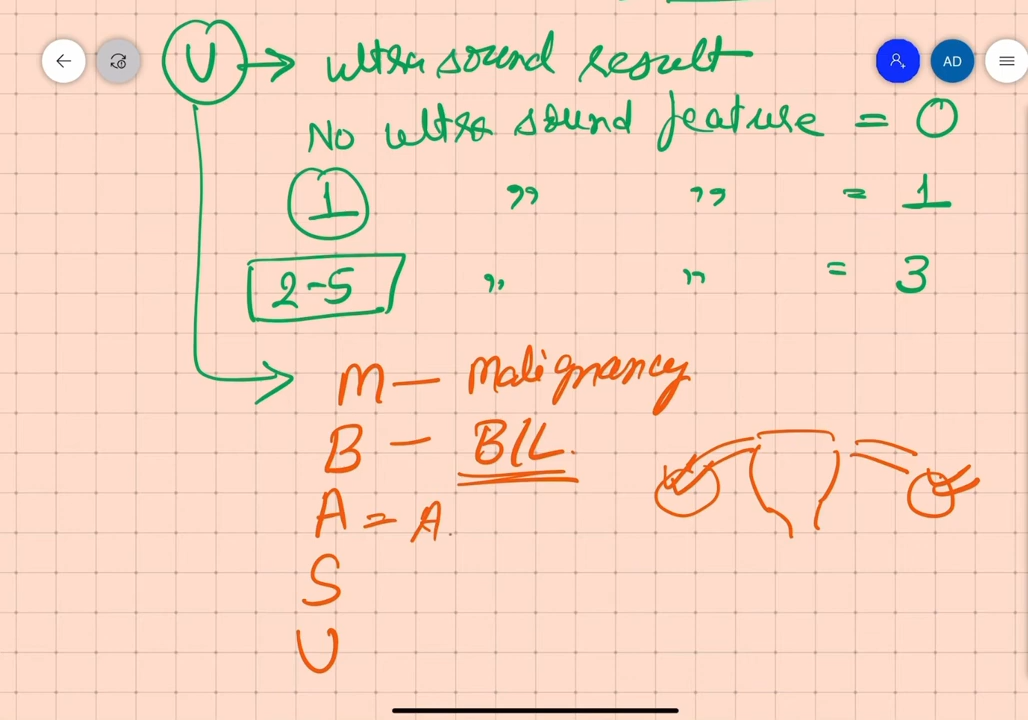 U → ultra sound result
AD
No ultra sound feature = 0
1 " " = 1
2-5 " " = 3
M - Malignancy
B - B/L.
A = A.
S
U